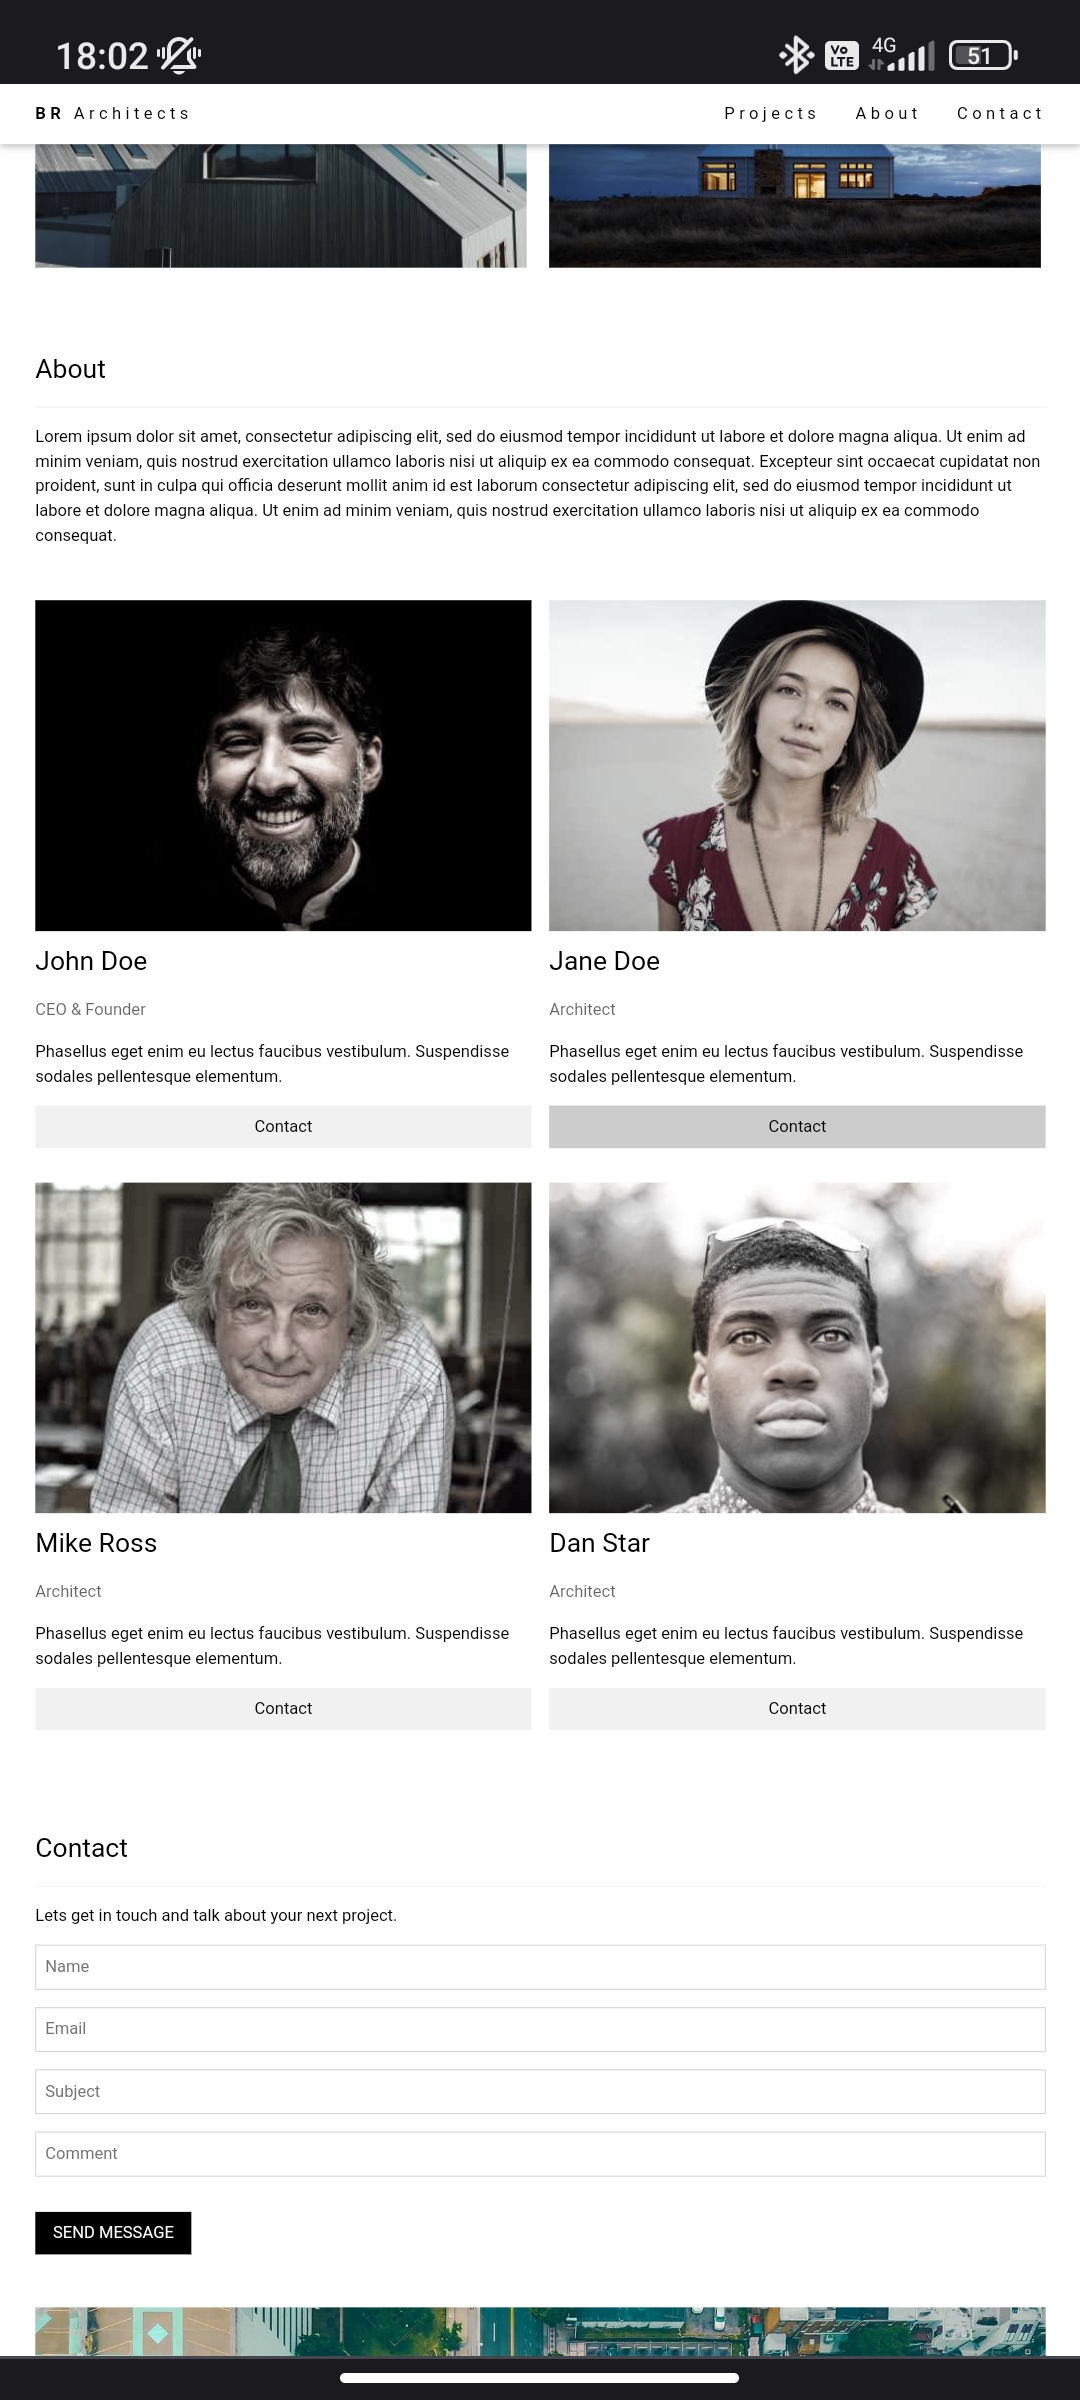 18:02
Vo LTE
4G
51
BR Architects
Projects About Contact
About
Lorem ipsum dolor sit amet, consectetur adipiscing elit, sed do eiusmod tempor incididunt ut labore et dolore magna aliqua. Ut enim ad
minim veniam, quis nostrud exercitation ullamco laboris nisi ut aliquip ex ea commodo consequat. Excepteur sint occaecat cupidatat non
proident, sunt in culpa qui officia deserunt mollit anim id est laborum consectetur adipiscing elit, sed do eiusmod tempor incididunt ut
labore et dolore magna aliqua. Ut enim ad minim veniam, quis nostrud exercitation ullamco laboris nisi ut aliquip ex ea commodo
consequat.
John Doe
CEO & Founder
Phasellus eget enim eu lectus faucibus vestibulum. Suspendisse
sodales pellentesque elementum.
Contact
Jane Doe
Architect
Phasellus eget enim eu lectus faucibus vestibulum. Suspendisse
sodales pellentesque elementum.
Contact
Mike Ross
Architect
Phasellus eget enim eu lectus faucibus vestibulum. Suspendisse
sodales pellentesque elementum.
Contact
Dan Star
Architect
Phasellus eget enim eu lectus faucibus vestibulum. Suspendisse
sodales pellentesque elementum.
Contact
Contact
Lets get in touch and talk about your next project.
Name
Email
Subject
Comment
SEND MESSAGE